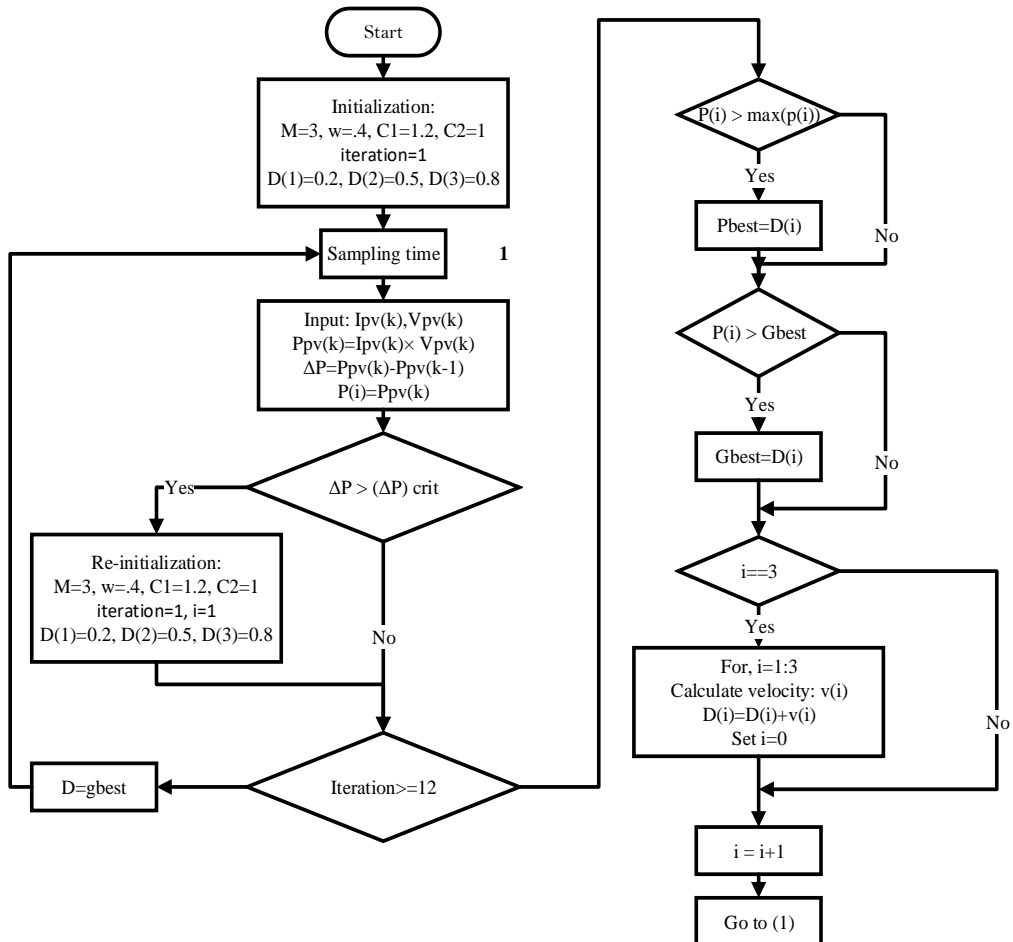 Start
Initialization:
M=3, w=.4, C1=1.2, C2=1
iteration=1
D(1)=0.2, D(2)=0.5, D(3)=0.8
Sampling time
1
Input: Ipv(k),Vpv(k)
Ppv(k)=Ipv(k)× Vpv(k)
ΔP=Ppv(k)-Ppv(k-1)
P(i)=Ppv(k)
ΔP > (ΔP) crit
Yes
Re-initialization:
M=3, w=.4, C1=1.2, C2=1
iteration=1, i=1
D(1)=0.2, D(2)=0.5, D(3)=0.8
No
Iteration>=12
D=gbest
P(i) > max(p(i))
Yes
No
Pbest=D(i)
P(i) > Gbest
Yes
No
Gbest=D(i)
i==3
Yes
No
For, i=1:3
Calculate velocity: v(i)
D(i)=D(i)+v(i)
Set i=0
i = i+1
Go to (1)